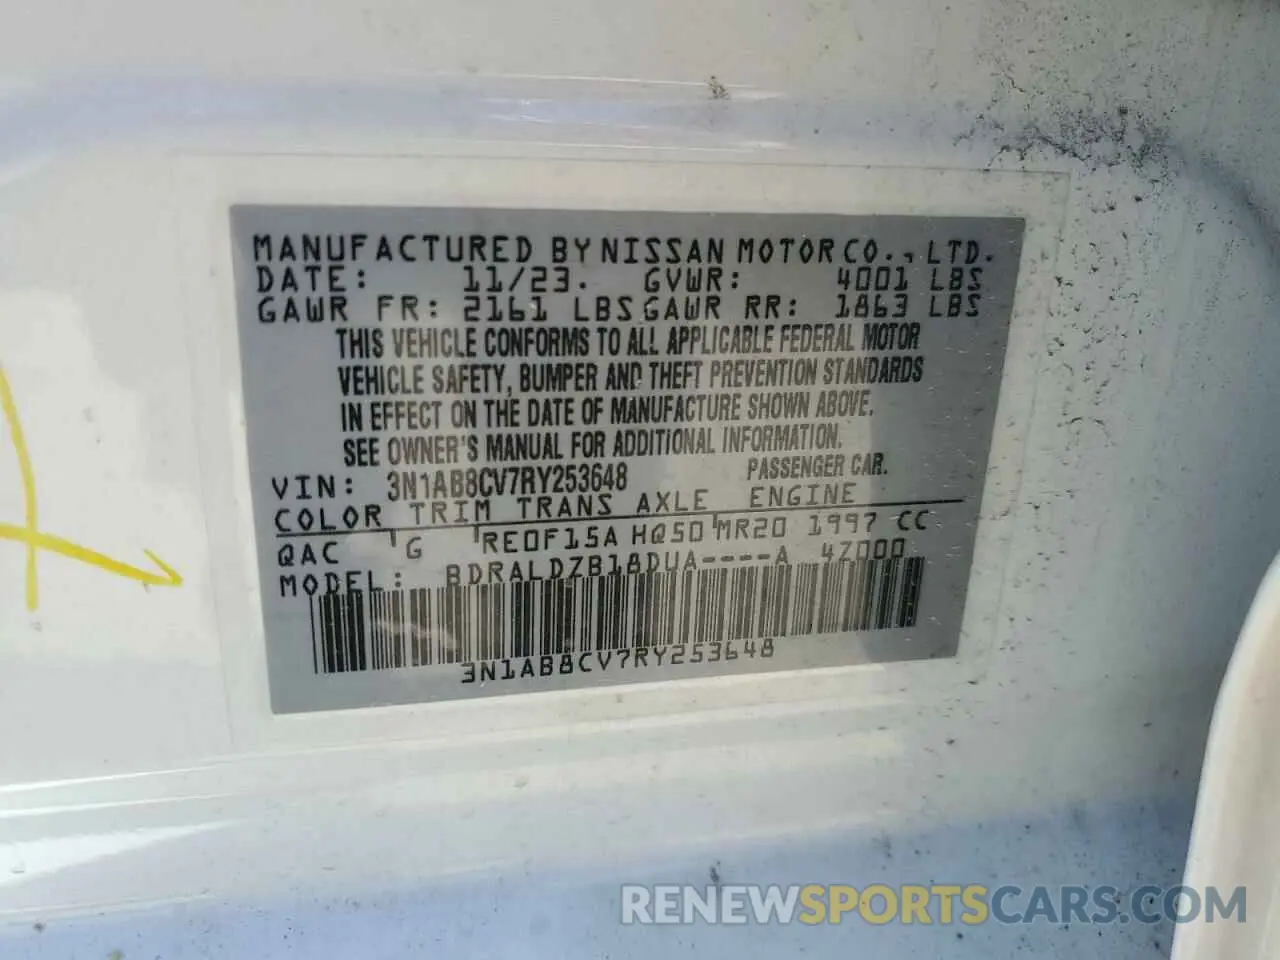 MANUFACTURED BY NISSAN MOTOR CO., LTD.
DATE: 11/23. GVWR: 4001 LBS
GAWR FR: 2161 LBS GAWR RR: 1863 LBS
THIS VEHICLE CONFORMS TO ALL APPLICABLE FEDERAL MOTOR
VEHICLE SAFETY, BUMPER AND THEFT PREVENTION STANDARDS
IN EFFECT ON THE DATE OF MANUFACTURE SHOWN ABOVE.
SEE OWNER'S MANUAL FOR ADDITIONAL INFORMATION.
VIN: 3N1AB8CV7RY253648 PASSENGER CAR.
COLOR TRIM TRANS AXLE ENGINE
QAC G RE0F15A HQ50 MR20 1997 CC
MODEL: BDRALDZB18DUA----A 4Z000
3N1AB8CV7RY253648
RENEWSPORTSCARS.COM